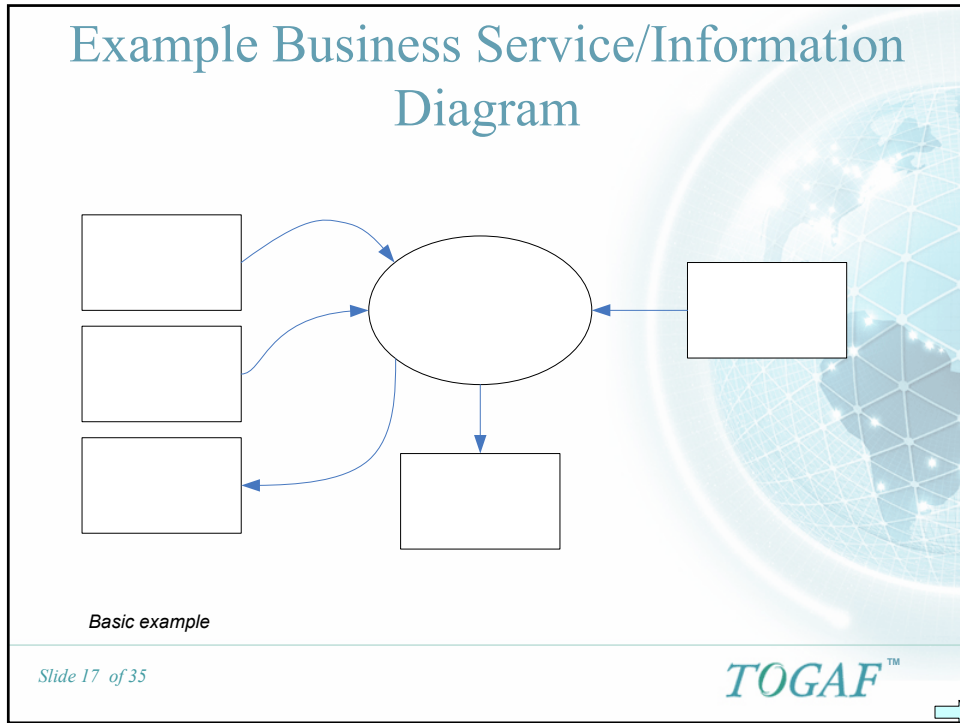 Example Business Service/Information
Diagram
Basic example
Slide 17 of 35
TOGAF™